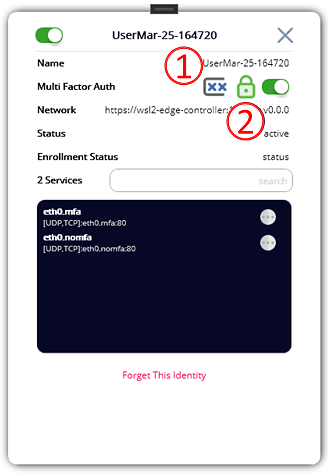 UserMar-25-164720
1
Name UserMar-25-164720
Multi Factor Auth
2
Network https://wsl2-edge-controller: v0.0.0
Status active
Enrollment Status status
2 Services search
eth0.mfa
[UDP,TCP]:eth0.mfa:80
eth0.nomfa
[UDP,TCP]:eth0.nomfa:80
Forget This Identity